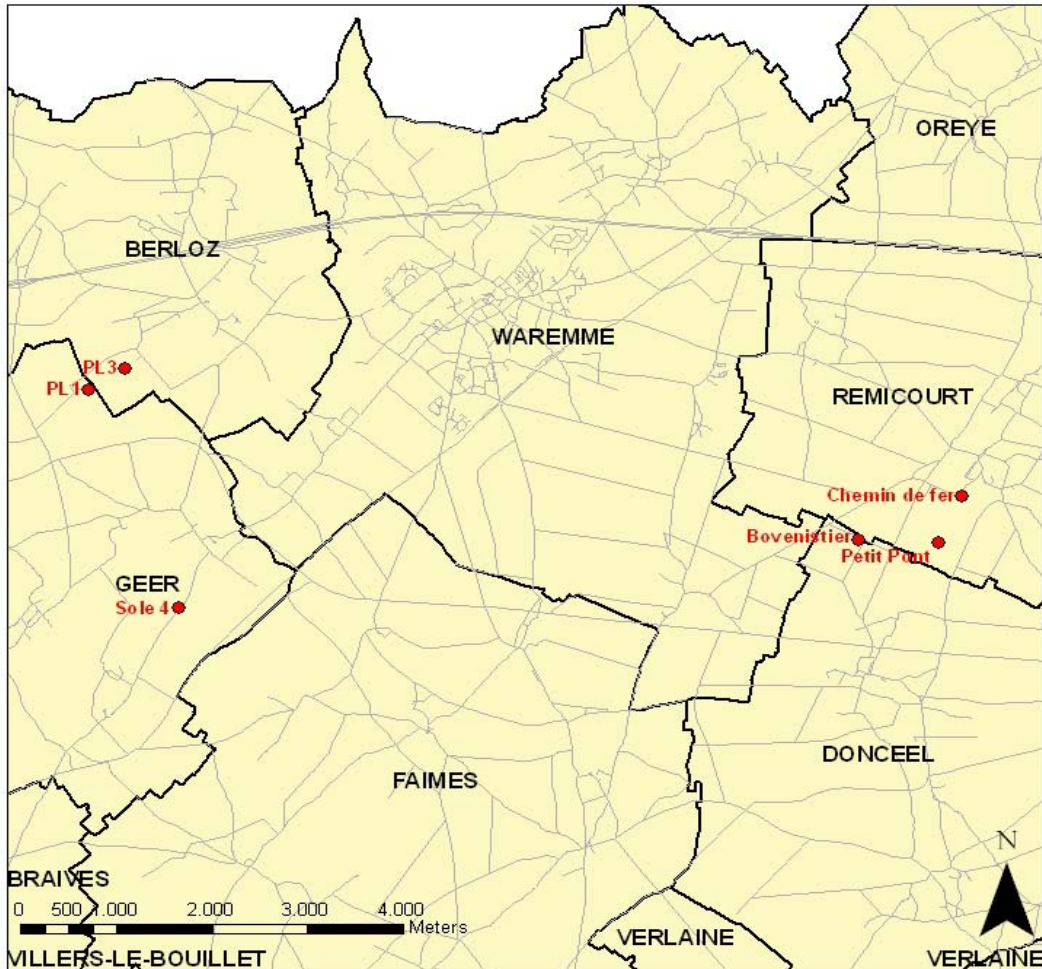 OREYE
BERLOZ
WAREMME
PL3
PL1
REMICOURT
Chemin de fer
Bovenistier
Petit Pont
GEER
Sole 4
DONCEEL
FAIMES
N
BRAIVES
0 500 1.000 2.000 3.000 4.000
Meters
VERLAINE
VILLERS-LE-BOUILLET
VERLAINE